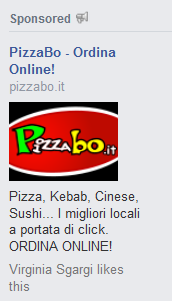 Sponsored
PizzaBo - Ordina
Online!
pizzabo.it
Pizzabo.it
Pizza, Kebab, Cinese,
Sushi... I migliori locali
a portata di click.
ORDINA ONLINE!
Virginia Sgargi likes
this